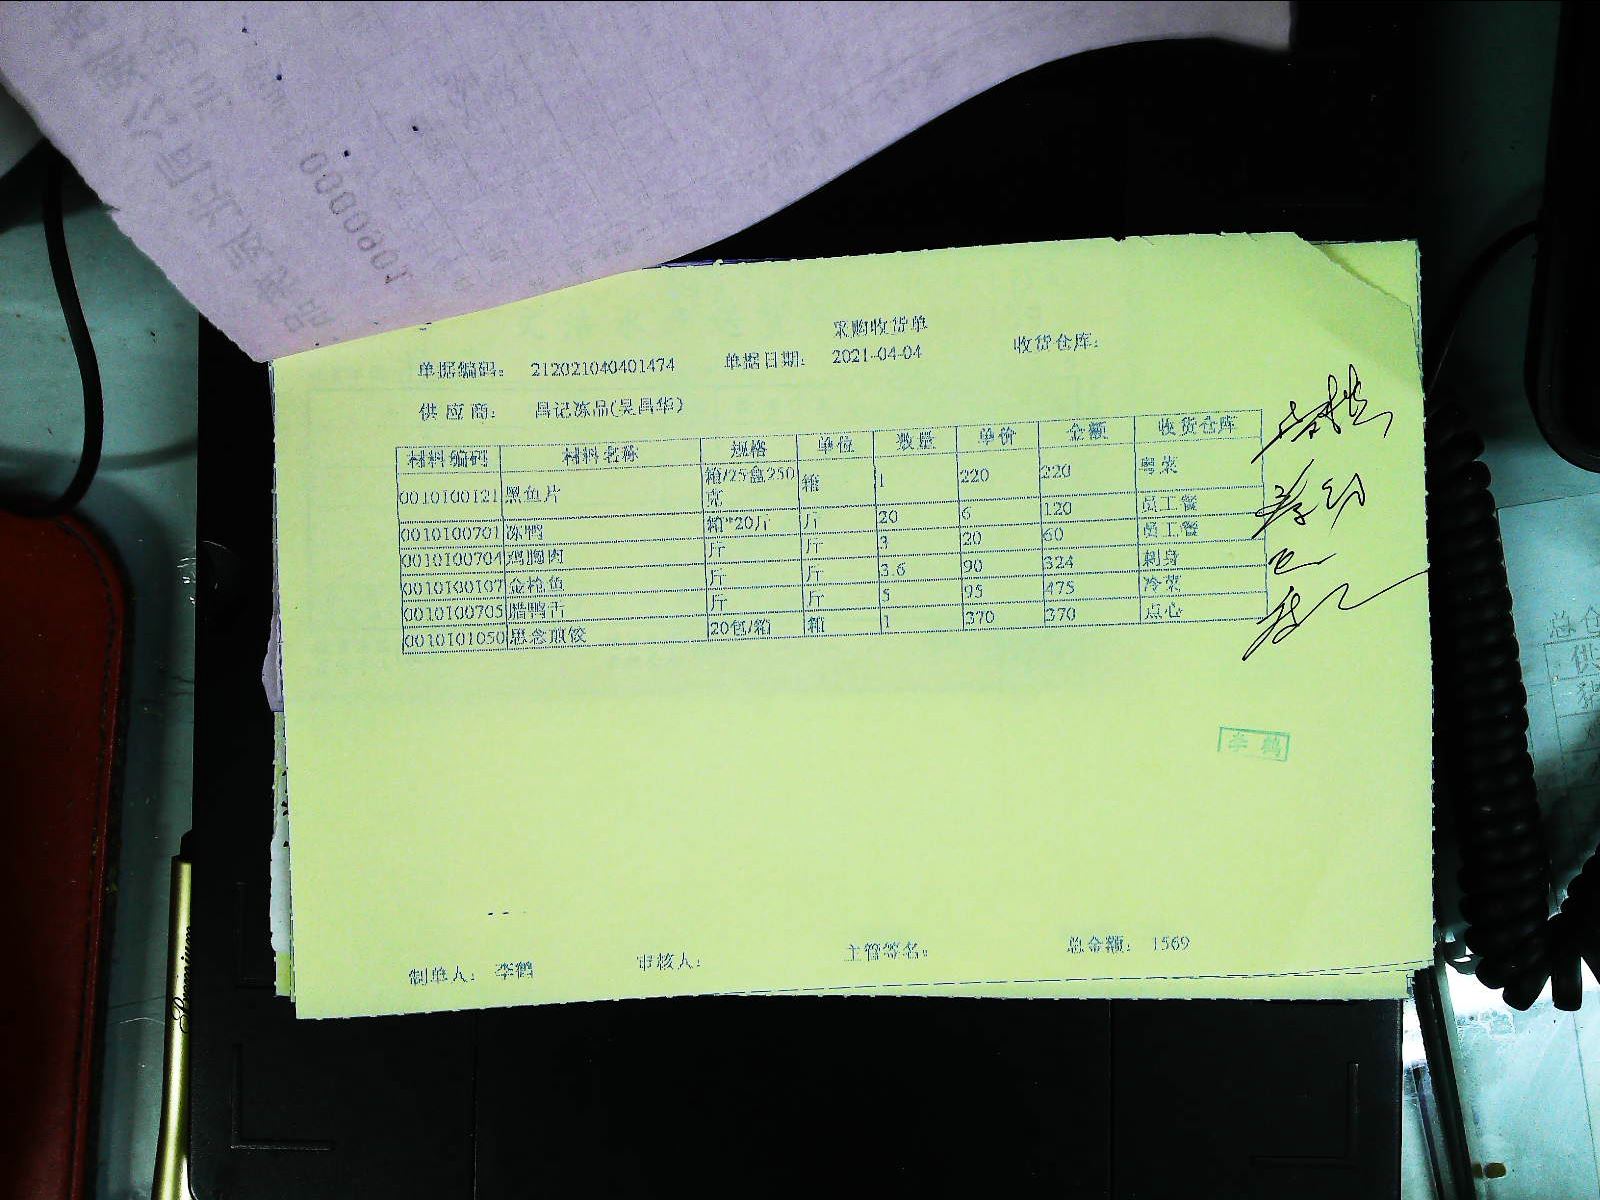 采购收货单
单据编码: 212021040401474 单据日期: 2021-04-04 收货仓库:
供应商: 昌记冻品(吴昌华)
材料编码 材料名称 规格 单位 数量 单价 金额 收货仓库
0010100121 黑鱼片 箱/25盒250克 箱 1 220 220 粤菜
0010100701 冻鸭 箱*20斤 斤 20 6 120 员工餐
0010100704 鸡胸肉 斤 斤 3 20 60 员工餐
0010100107 金枪鱼 斤 斤 3.6 90 324 刺身
0010100705 腊鸭舌 斤 斤 5 95 475 冷菜
0010101050 思念煎饺 20包/箱 箱 1 370 370 点心
李鹤
制单人: 李鹤 审核人: 主管签名: 总金额: 1569